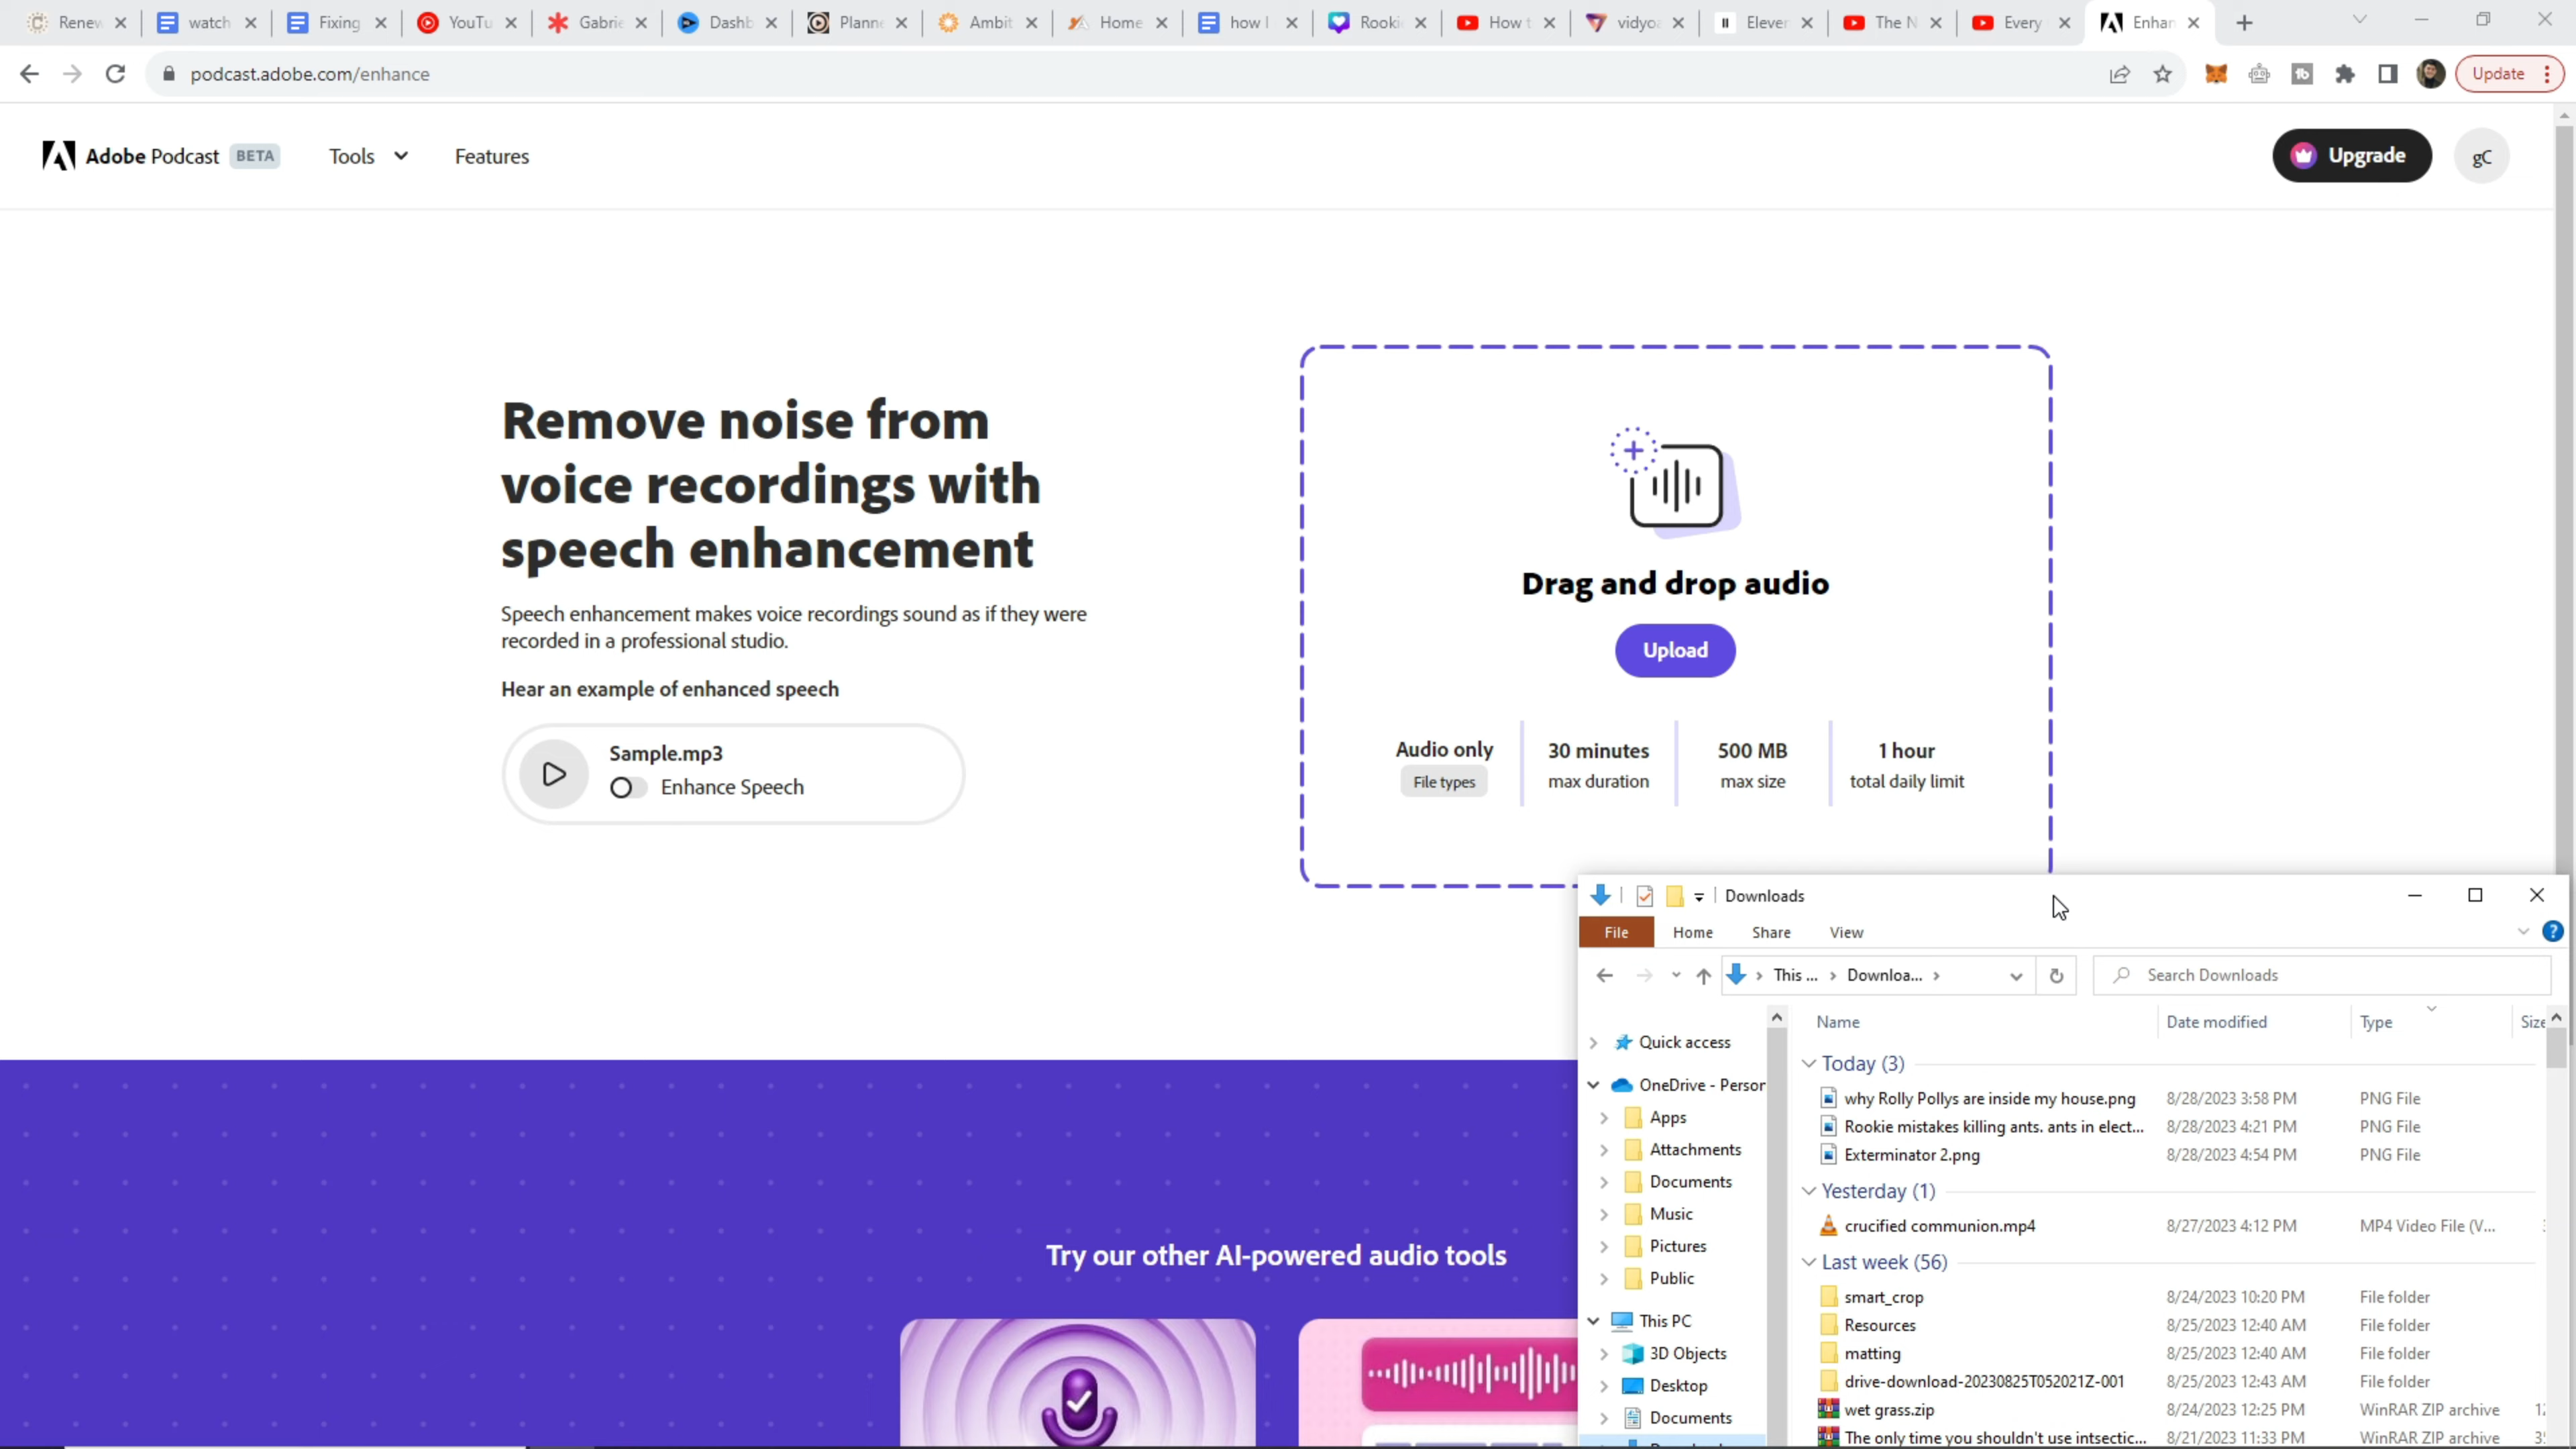 Renew
watch
Fixing
YouTu
Gabrie
Dashb
Planne
Ambit
Home
how I
Rookie
How t
vidyoa
Eleven
The N
Every
Enhan
podcast.adobe.com/enhance
Update
Adobe Podcast BETA
Tools
Features
Upgrade
gC
Remove noise from
voice recordings with
speech enhancement
Speech enhancement makes voice recordings sound as if they were
recorded in a professional studio.
Hear an example of enhanced speech
Sample.mp3
Enhance Speech
Drag and drop audio
Upload
Audio only
File types
30 minutes
max duration
500 MB
max size
1 hour
total daily limit
Try our other AI-powered audio tools
Downloads
File Home Share View
This ... Downloa...
Search Downloads
Quick access
OneDrive - Person
Apps
Attachments
Documents
Music
Pictures
Public
This PC
3D Objects
Desktop
Documents
Name Date modified Type Size
Today (3)
why Rolly Pollys are inside my house.png 8/28/2023 3:58 PM PNG File
Rookie mistakes killing ants. ants in elect... 8/28/2023 4:21 PM PNG File
Exterminator 2.png 8/28/2023 4:54 PM PNG File
Yesterday (1)
crucified communion.mp4 8/27/2023 4:12 PM MP4 Video File (V...
Last week (56)
smart_crop 8/24/2023 10:20 PM File folder
Resources 8/25/2023 12:40 AM File folder
matting 8/25/2023 12:40 AM File folder
drive-download-20230825T052021Z-001 8/25/2023 12:43 AM File folder
wet grass.zip 8/24/2023 12:25 PM WinRAR ZIP archive
The only time you shouldn't use intsectic... 8/21/2023 11:33 PM WinRAR ZIP archive